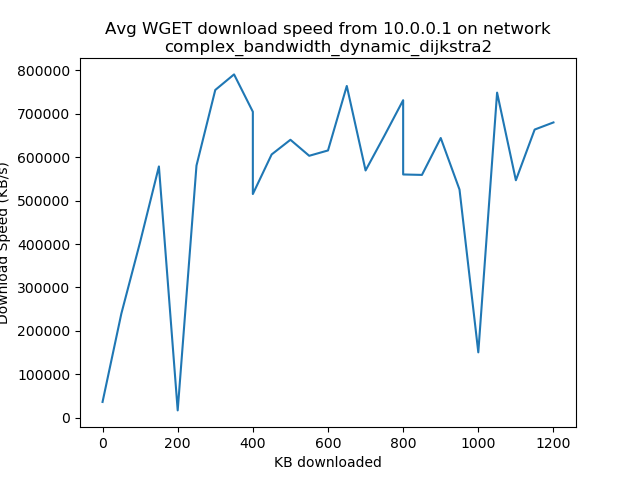 Avg WGET download speed from 10.0.0.1 on network
complex_bandwidth_dynamic_dijkstra2
800000
700000
600000
500000
400000
300000
200000
100000
0
Download Speed (KB/s)
0 200 400 600 800 1000 1200
KB downloaded